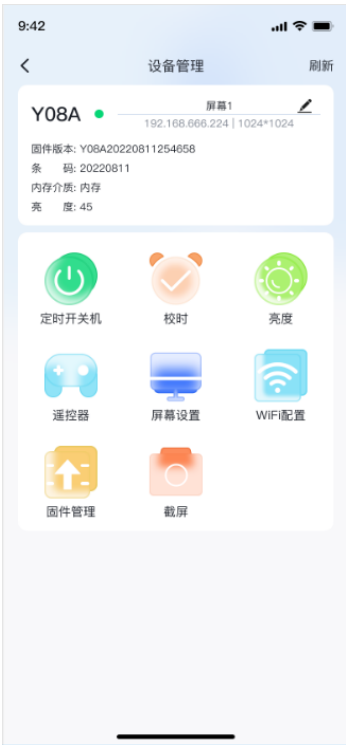 9:42
设备管理
刷新
Y08A
屏幕1
192.168.666.224 | 1024*1024
固件版本: Y08A20220811254658
条 码: 20220811
内存介质: 内存
亮 度: 45
定时开关机 校时 亮度
遥控器 屏幕设置 WiFi配置
固件管理 截屏